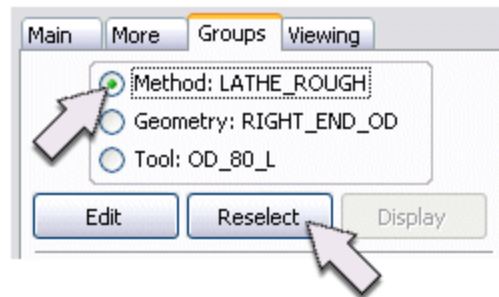 Main More Groups Viewing
Method: LATHE_ROUGH
Geometry: RIGHT_END_OD
Tool: OD_80_L
Edit Reselect Display